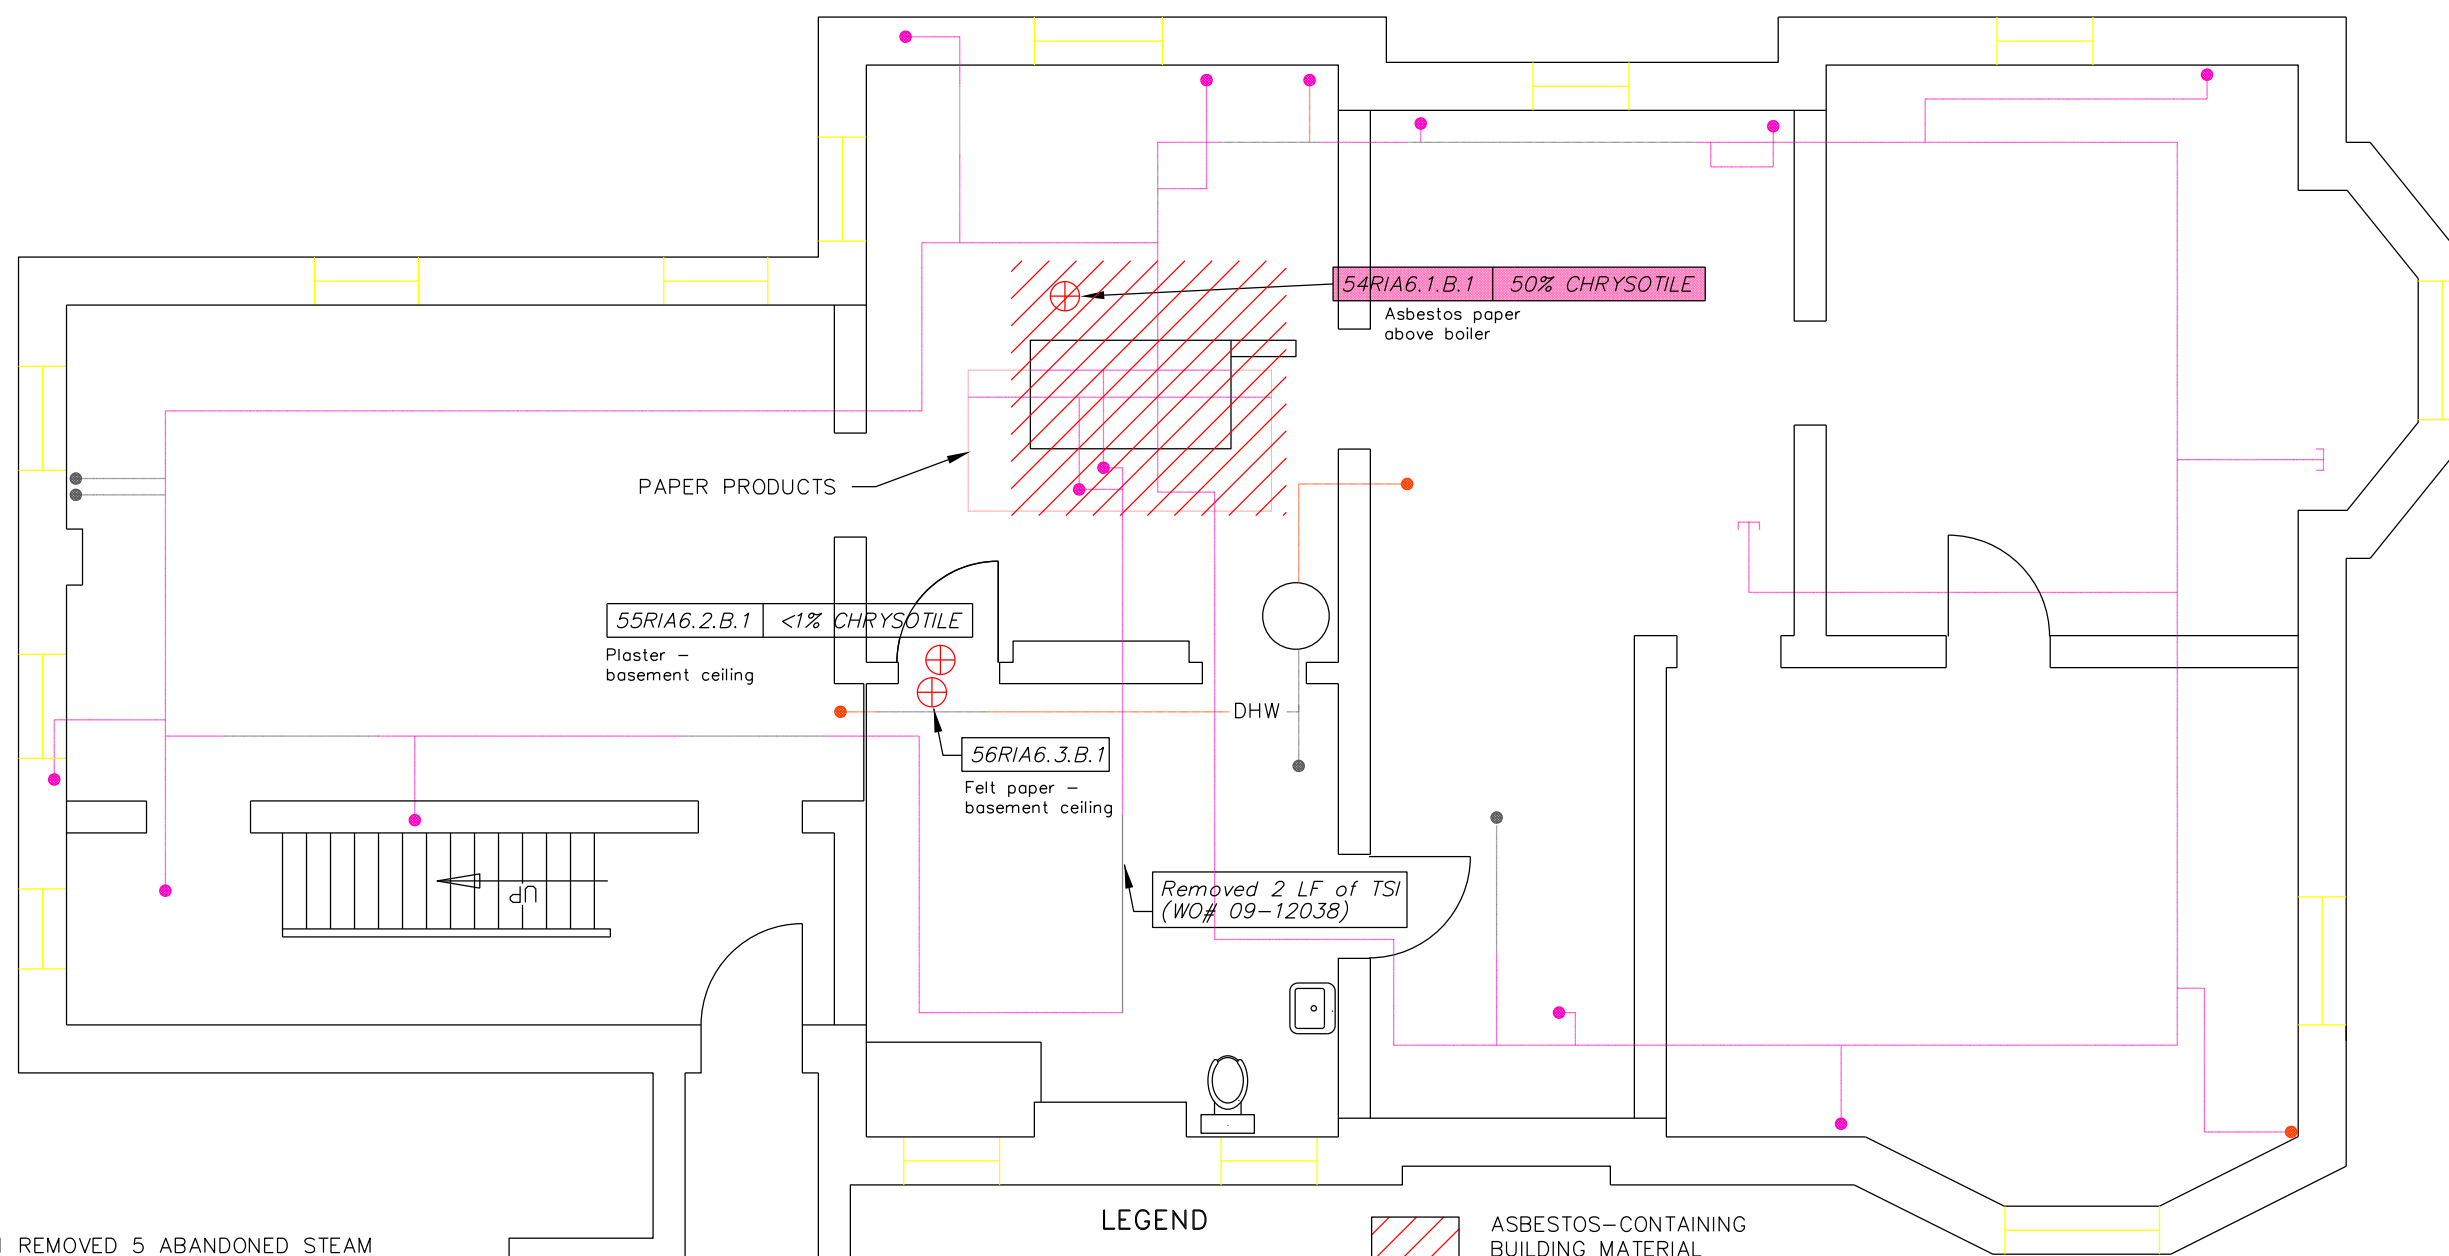 54RIA6.1.B.1 50% CHRYSOTILE
Asbestos paper
above boiler
PAPER PRODUCTS
55RIA6.2.B.1 <1% CHRYSOTILE
Plaster –
basement ceiling
DHW
56RIA6.3.B.1
Felt paper –
basement ceiling
UP
Removed 2 LF of TSI
(WO# 09-12038)
LEGEND
ASBESTOS-CONTAINING
BUILDING MATERIAL
REMOVED 5 ABANDONED STEAM